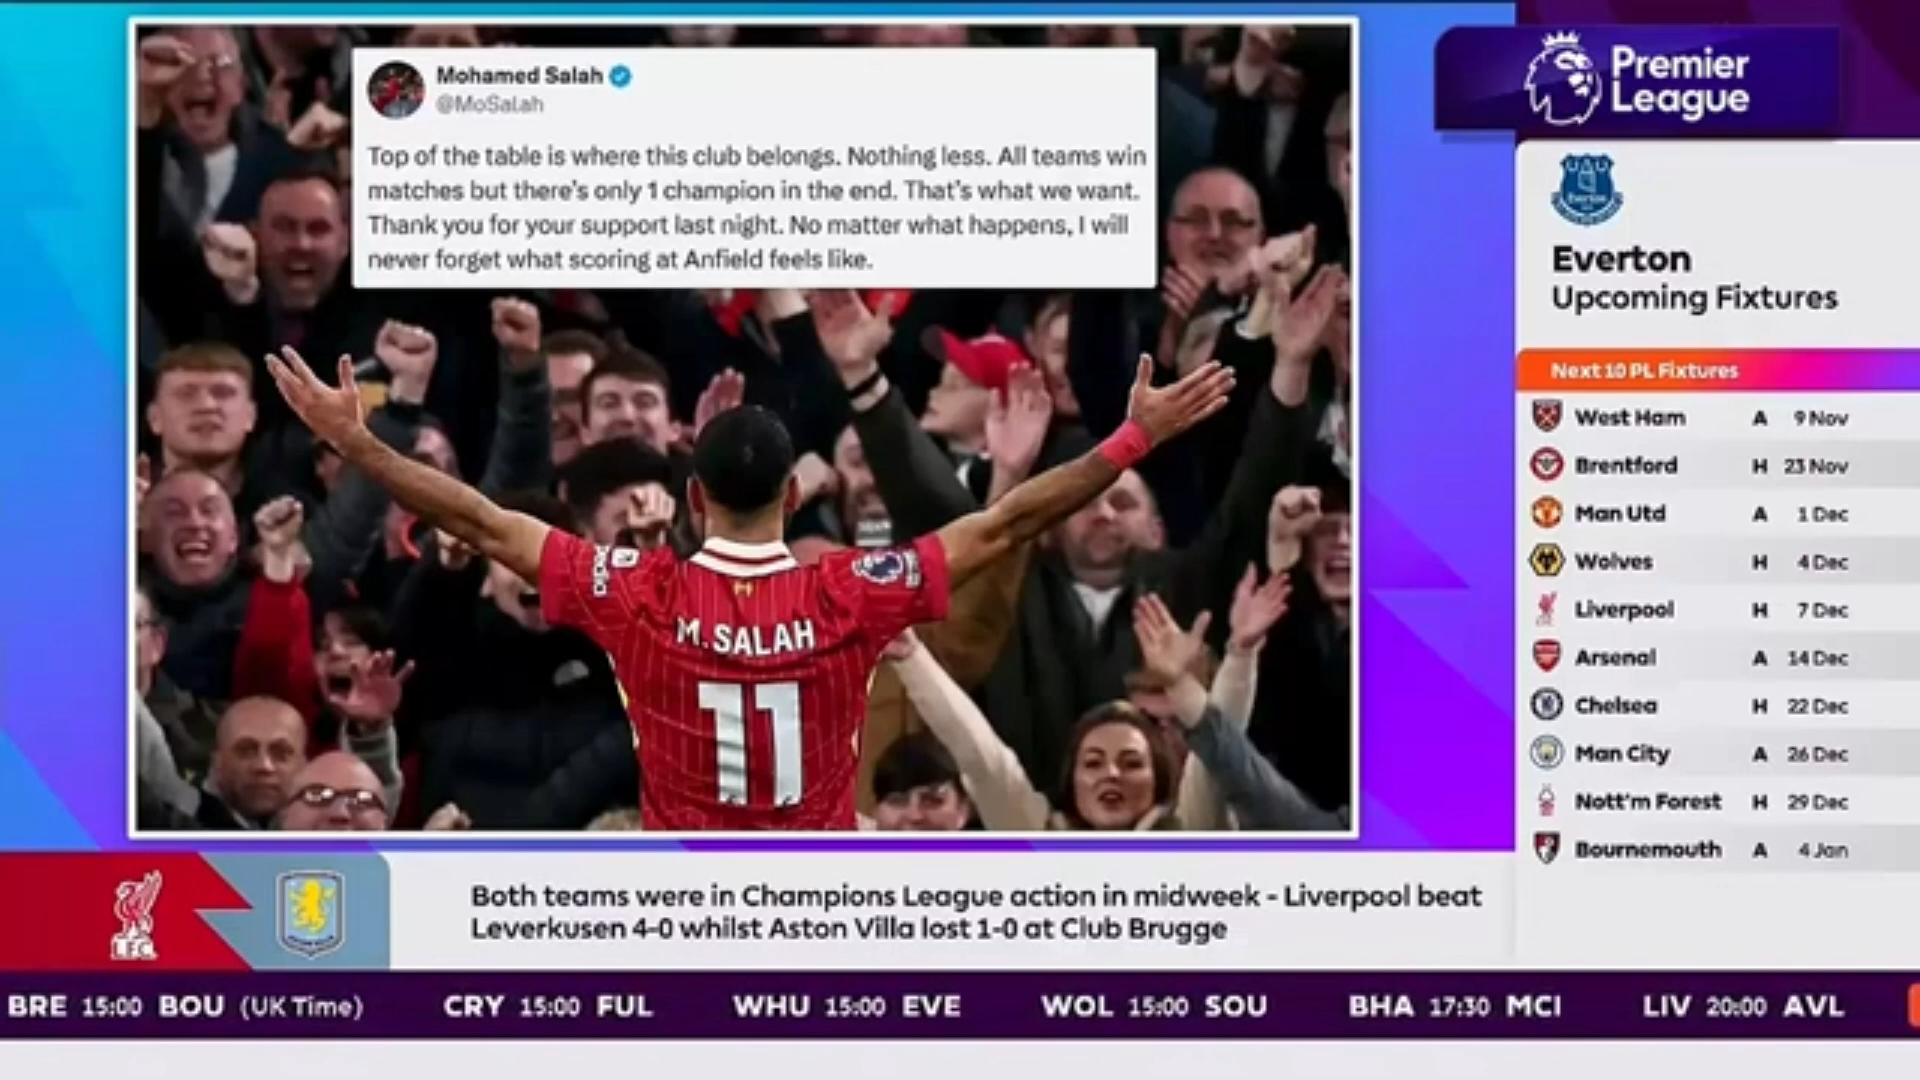 Mohamed Salah
@MoSalah
Top of the table is where this club belongs. Nothing less. All teams win
matches but there's only 1 champion in the end. That's what we want.
Thank you for your support last night. No matter what happens, I will
never forget what scoring at Anfield feels like.
M.SALAH
11
Premier
League
Everton
Everton
Upcoming Fixtures
Next 10 PL Fixtures
West Ham A 9 Nov
Brentford H 23 Nov
Man Utd A 1 Dec
Wolves H 4 Dec
Liverpool H 7 Dec
Arsenal A 14 Dec
Chelsea H 22 Dec
Man City A 26 Dec
Nott'm Forest H 29 Dec
Bournemouth A 4 Jan
L.F.C.
Both teams were in Champions League action in midweek - Liverpool beat
Leverkusen 4-0 whilst Aston Villa lost 1-0 at Club Brugge
BRE 15:00 BOU (UK Time) CRY 15:00 FUL WHU 15:00 EVE WOL 15:00 SOU BHA 17:30 MCI LIV 20:00 AVL